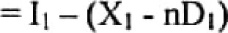 = I₁ – (X₁ - nD₁)